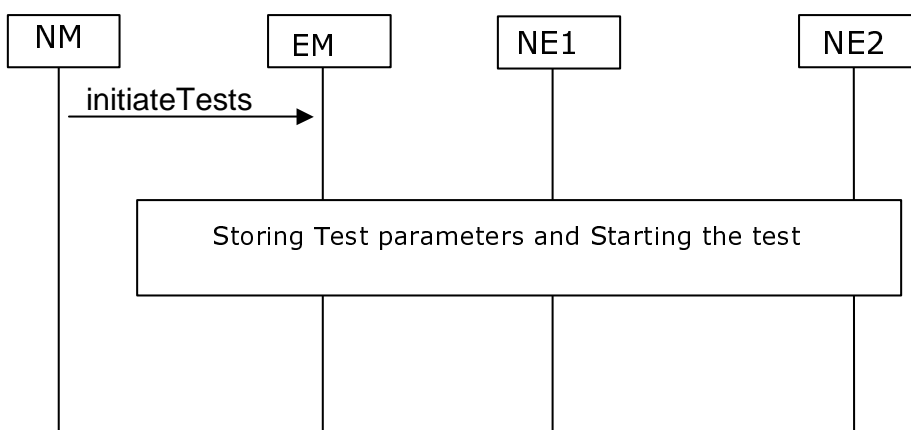 NM
EM
NE1
NE2
initiateTests
Storing Test parameters and Starting the test